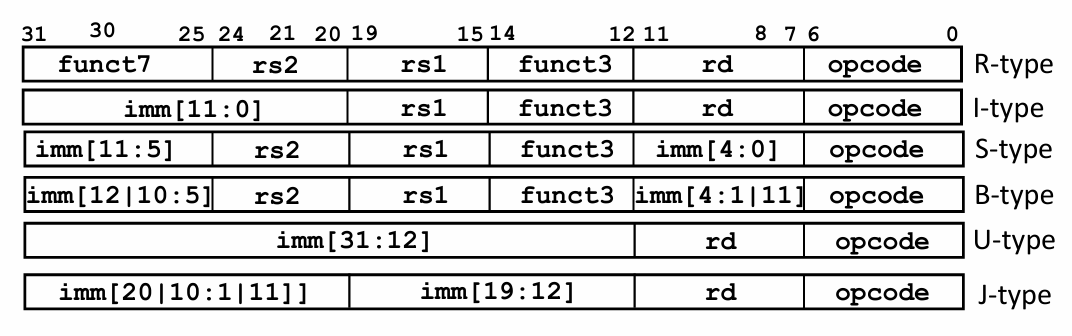 31 30 25 24 21 20 19 15 14 12 11 8 7 6 0
funct7 rs2 rs1 funct3 rd opcode R-type
imm[11:0] rs1 funct3 rd opcode I-type
imm[11:5] rs2 rs1 funct3 imm[4:0] opcode S-type
imm[12|10:5] rs2 rs1 funct3 imm[4:1|11] opcode B-type
imm[31:12] rd opcode U-type
imm[20|10:1|11]] imm[19:12] rd opcode J-type